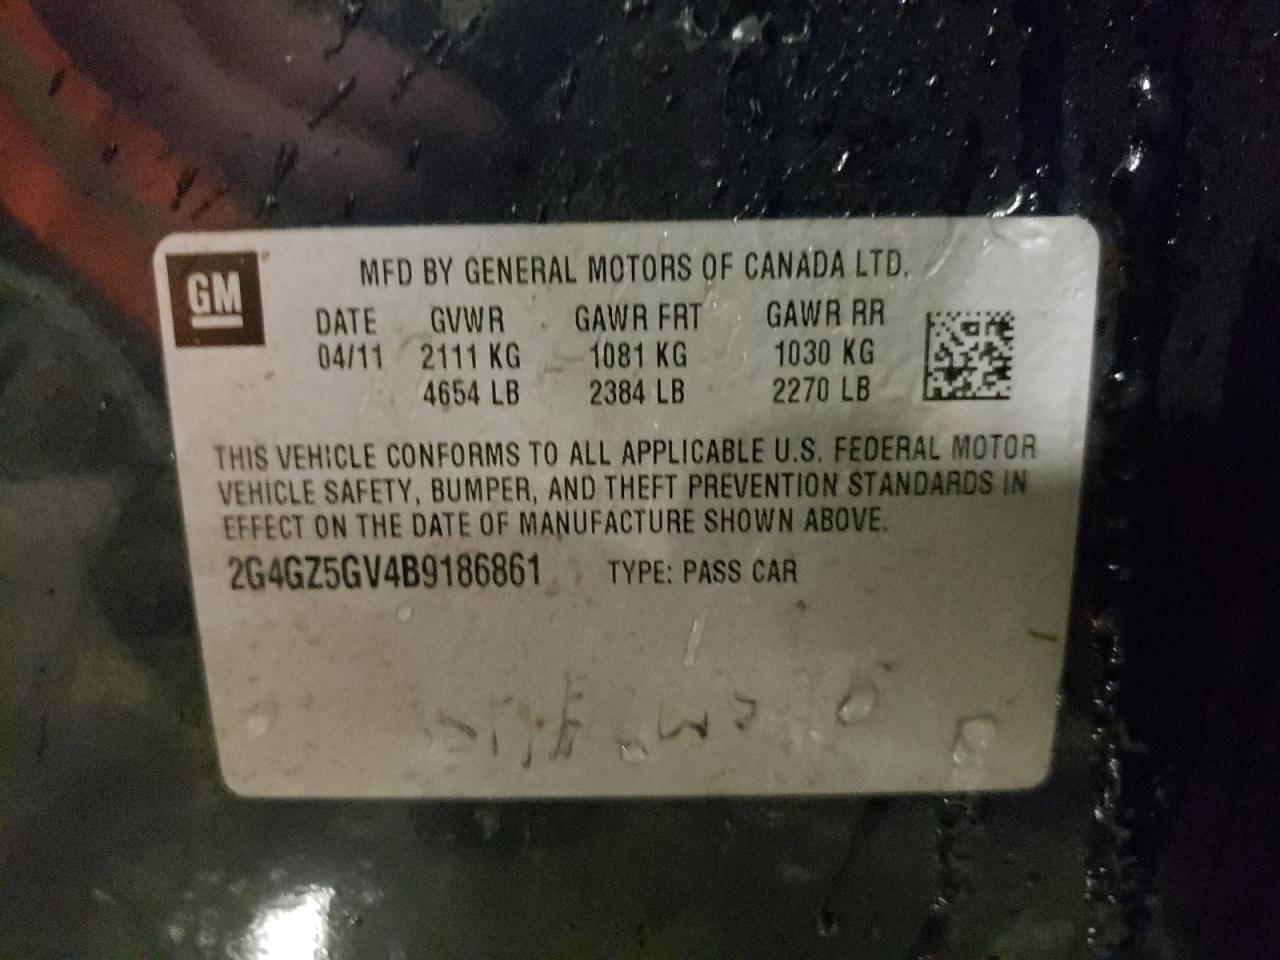 GM
MFD BY GENERAL MOTORS OF CANADA LTD.
DATE GVWR GAWR FRT GAWR RR
04/11 2111 KG 1081 KG 1030 KG
4654 LB 2384 LB 2270 LB
THIS VEHICLE CONFORMS TO ALL APPLICABLE U.S. FEDERAL MOTOR
VEHICLE SAFETY, BUMPER, AND THEFT PREVENTION STANDARDS IN
EFFECT ON THE DATE OF MANUFACTURE SHOWN ABOVE.
2G4GZ5GV4B9186861 TYPE: PASS CAR